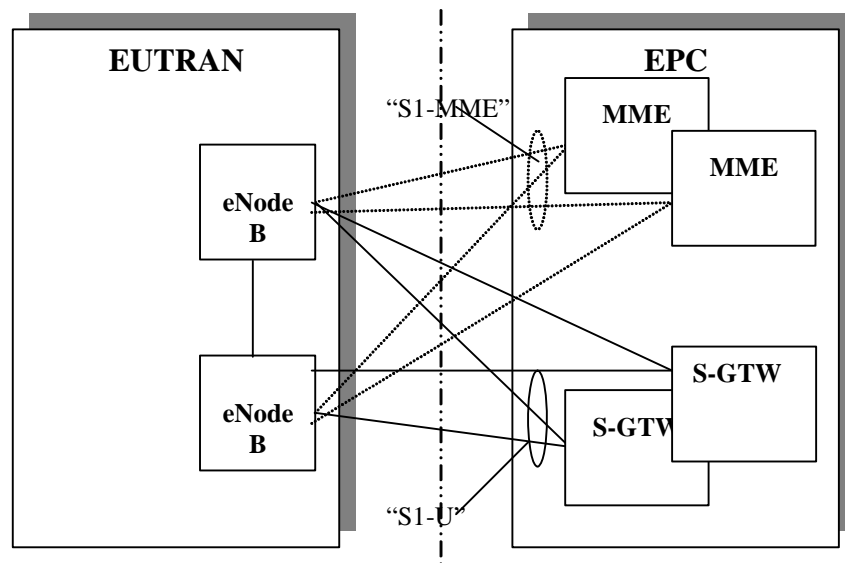 EUTRAN
EPC
“S1-MME”
MME
MME
eNode
B
S-GTW
eNode
B
S-GTW
“S1-U”